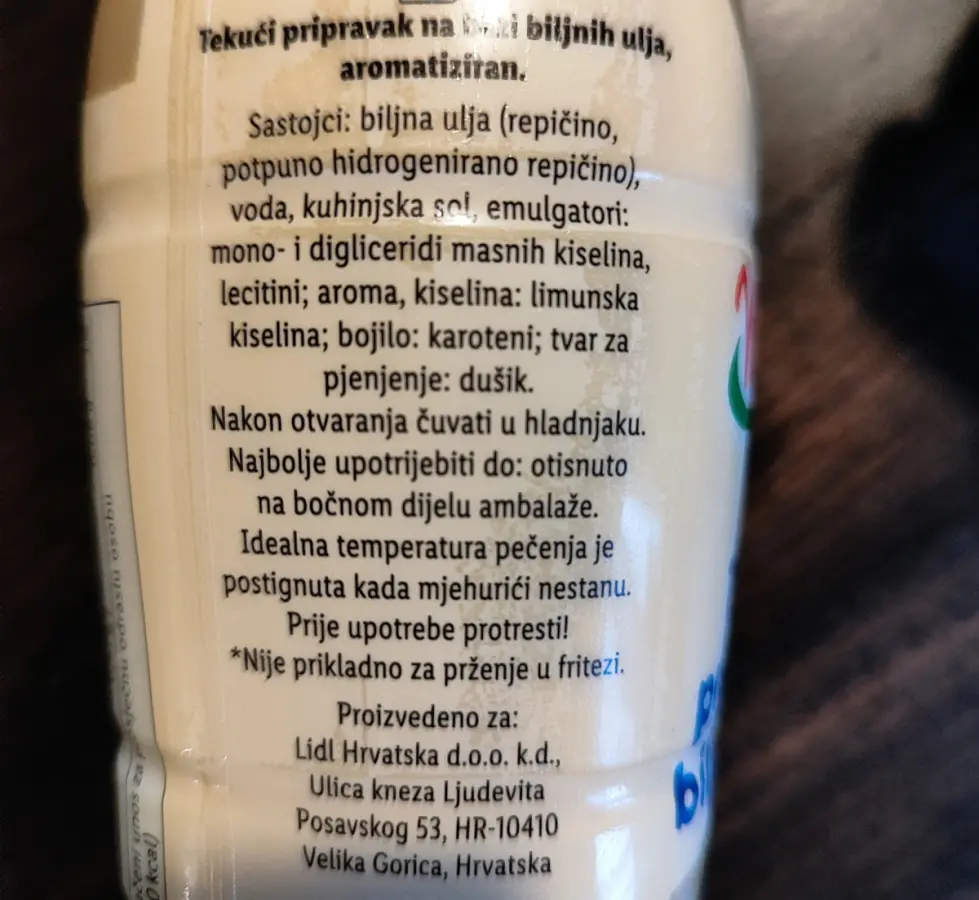 Tekući pripravak na bazi biljnih ulja,
aromatiziran.
Sastojci: biljna ulja (repičino,
potpuno hidrogenirano repičino),
voda, kuhinjska sol, emulgatori:
mono- i digliceridi masnih kiselina,
lecitini; aroma, kiselina: limunska
kiselina; bojilo: karoteni; tvar za
pjenjenje: dušik.
Nakon otvaranja čuvati u hladnjaku.
Najbolje upotrijebiti do: otisnuto
na bočnom dijelu ambalaže.
Idealna temperatura pečenja je
postignuta kada mjehurići nestanu.
Prije upotrebe protresti!
*Nije prikladno za prženje u fritezi.
Proizvedeno za:
Lidl Hrvatska d.o.o. k.d.,
Ulica kneza Ljudevita
Posavskog 53, HR-10410
Velika Gorica, Hrvatska